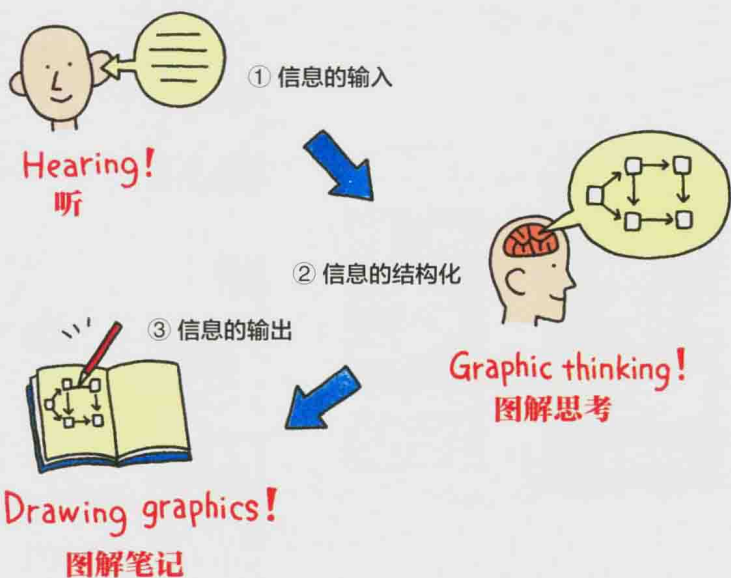 ① 信息的输入
Hearing!
听
② 信息的结构化
Graphic thinking!
图解思考
③ 信息的输出
Drawing graphics!
图解笔记